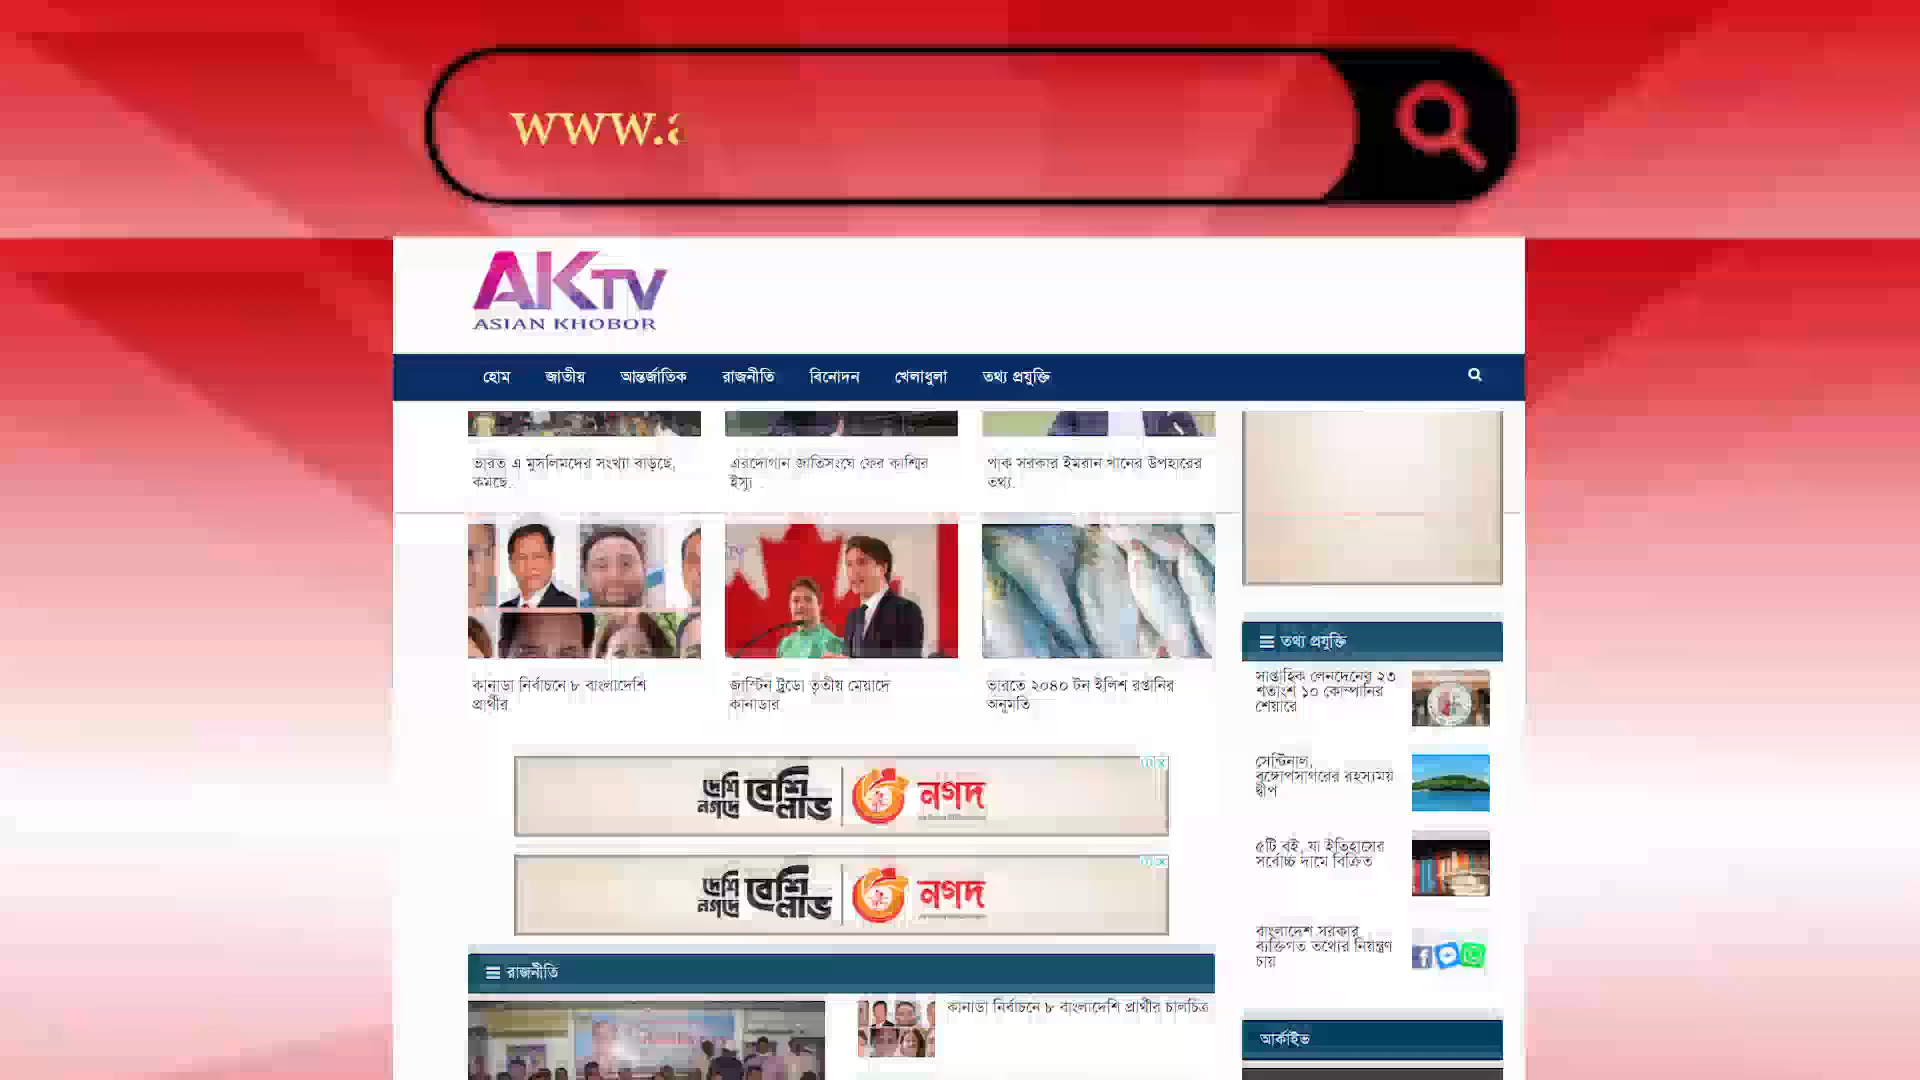 www.a
AKTV
ASIAN KHOBOR
হোম জাতীয় আন্তর্জাতিক রাজনীতি বিনোদন খেলাধুলা তথ্য প্রযুক্তি
ভারত এ মুসলিমদের সংখ্যা বাড়ছে,
কমছে..
এরদোগান জাতিসংঘে ফের কাশ্মির
ইস্যু ..
পাক সরকার ইমরান খানের উপহারের
তথ্য..
কানাডা নির্বাচনে ৮ বাংলাদেশি
প্রার্থীর
জাস্টিন ট্রুডো তৃতীয় মেয়াদে
কানাডার
ভারতে ২০৪০ টন ইলিশ রপ্তানির
অনুমতি
তথ্য প্রযুক্তি
সাপ্তাহিক লেনদেনের ২৩
শতাংশ ১০ কোম্পানির
শেয়ারে
সেন্টিনাল,
বঙ্গোপসাগরের রহস্যময়
দ্বীপ
৫টি বই, যা ইতিহাসের
সর্বোচ্চ দামে বিক্রিত
বাংলাদেশ সরকার
ব্যক্তিগত তথ্যের নিয়ন্ত্রণ
চায়
দেশি বেশি
নগদে লাভ
নগদ
দেশি বেশি
নগদে লাভ
নগদ
রাজনীতি
কানাডা নির্বাচনে ৮ বাংলাদেশি প্রার্থীর চালচিত্র
আর্কাইভ